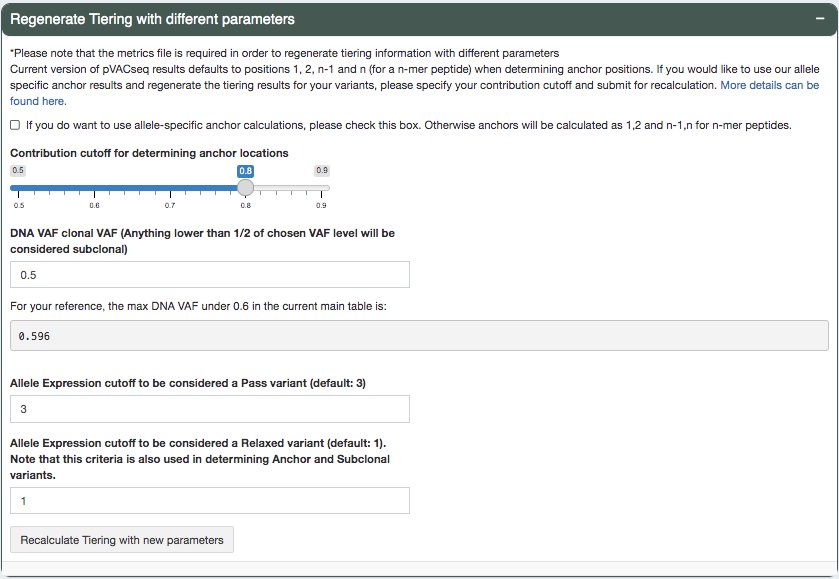 Regenerate Tiering with different parameters
*Please note that the metrics file is required in order to regenerate tiering information with different parameters
Current version of pVACseq results defaults to positions 1, 2, n-1 and n (for a n-mer peptide) when determining anchor positions. If you would like to use our allele
specific anchor results and regenerate the tiering results for your variants, please specify your contribution cutoff and submit for recalculation. More details can be
found here.
If you do want to use allele-specific anchor calculations, please check this box. Otherwise anchors will be calculated as 1,2 and n-1,n for n-mer peptides.
Contribution cutoff for determining anchor locations
0.5 0.8 0.9
0.5 0.6 0.7 0.8 0.9
DNA VAF clonal VAF (Anything lower than 1/2 of chosen VAF level will be
considered subclonal)
0.5
For your reference, the max DNA VAF under 0.6 in the current main table is:
0.596
Allele Expression cutoff to be considered a Pass variant (default: 3)
3
Allele Expression cutoff to be considered a Relaxed variant (default: 1).
Note that this criteria is also used in determining Anchor and Subclonal
variants.
1
Recalculate Tiering with new parameters